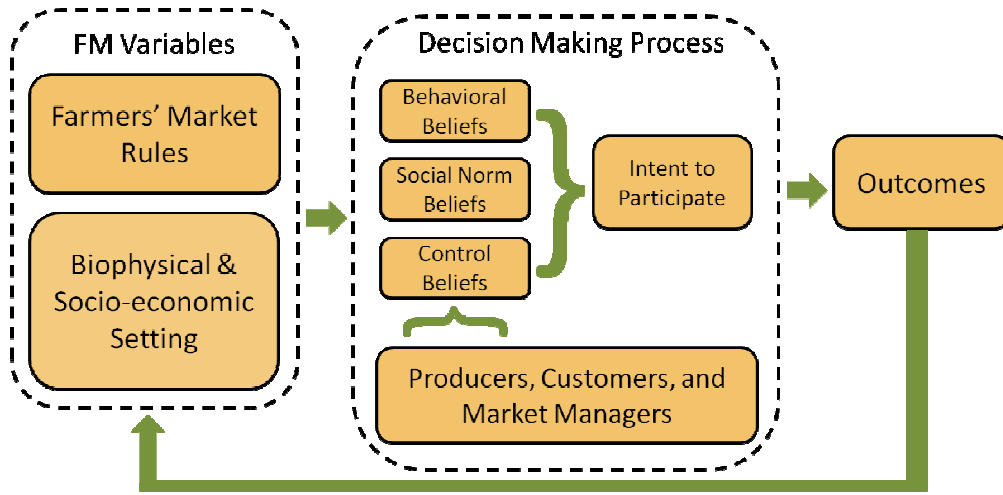 FM Variables
Farmers’ Market
Rules
Biophysical &
Socio-economic
Setting
Decision Making Process
Behavioral
Beliefs
Social Norm
Beliefs
Control
Beliefs
Intent to
Participate
Producers, Customers, and
Market Managers
Outcomes